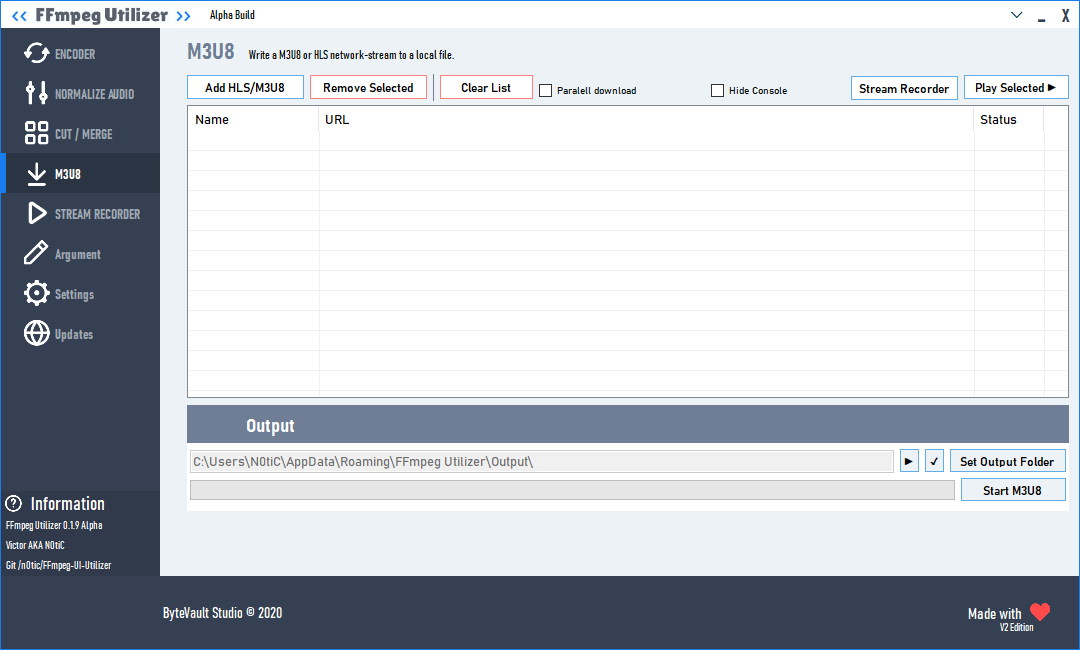 << FFmpeg Utilizer >> Alpha Build
ENCODER
NORMALIZE AUDIO
CUT / MERGE
M3U8
STREAM RECORDER
Argument
Settings
Updates
Information
FFmpeg Utilizer 0.1.9 Alpha
Victor AKA N0tiC
Git /n0tic/FFmpeg-UI-Utilizer
M3U8 Write a M3U8 or HLS network-stream to a local file.
Add HLS/M3U8 Remove Selected Clear List Paralell download Hide Console Stream Recorder Play Selected ►
Name URL Status
Output
C:\Users\N0tiC\AppData\Roaming\FFmpeg Utilizer\Output\ ► ✓ Set Output Folder
Start M3U8
ByteVault Studio © 2020
Made with
V2 Edition